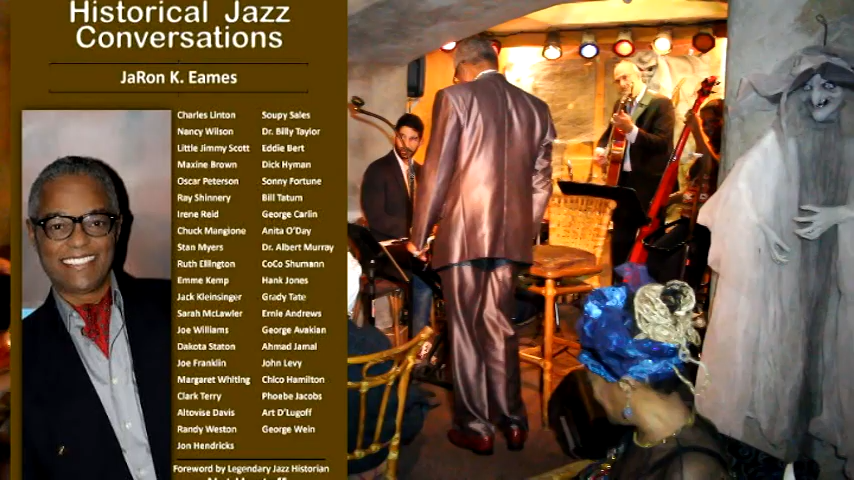 Historical Jazz
Conversations
JaRon K. Eames
Charles Linton
Nancy Wilson
Little Jimmy Scott
Maxine Brown
Oscar Peterson
Ray Shinnery
Irene Reid
Chuck Mangione
Stan Myers
Ruth Ellington
Emme Kemp
Jack Kleinsinger
Sarah McLawler
Joe Williams
Dakota Staton
Joe Franklin
Margaret Whiting
Clark Terry
Altovise Davis
Randy Weston
Jon Hendricks
Soupy Sales
Dr. Billy Taylor
Eddie Bert
Dick Hyman
Sonny Fortune
Bill Tatum
George Carlin
Anita O'Day
Dr. Albert Murray
CoCo Shumann
Hank Jones
Grady Tate
Ernie Andrews
George Avakian
Ahmad Jamal
John Levy
Chico Hamilton
Phoebe Jacobs
Art D'Lugoff
George Wein
Foreword by Legendary Jazz Historian